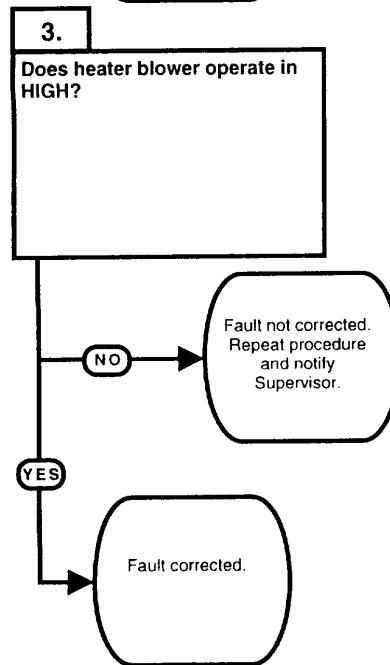 3.
Does heater blower operate in
HIGH?
NO
Fault not corrected.
Repeat procedure
and notify
Supervisor.
YES
Fault corrected.